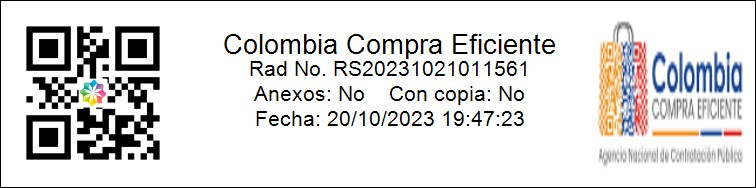 Colombia Compra Eficiente
Rad No. RS20231021011561
Anexos: No    Con copia: No
Fecha: 20/10/2023 19:47:23
Colombia
COMPRA EFICIENTE
Agencia Nacional de Contratación Pública